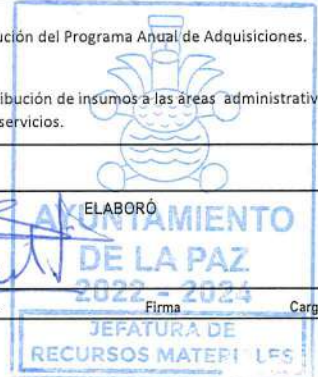 ución del Programa Anual de Adquisiciones.
ibución de insumos a las áreas administrativ
servicios.
ELABORÓ
AYUNTAMIENTO
DE LA PAZ
2022 - 2024
Firma Carg
JEFATURA DE
RECURSOS MATERIALES